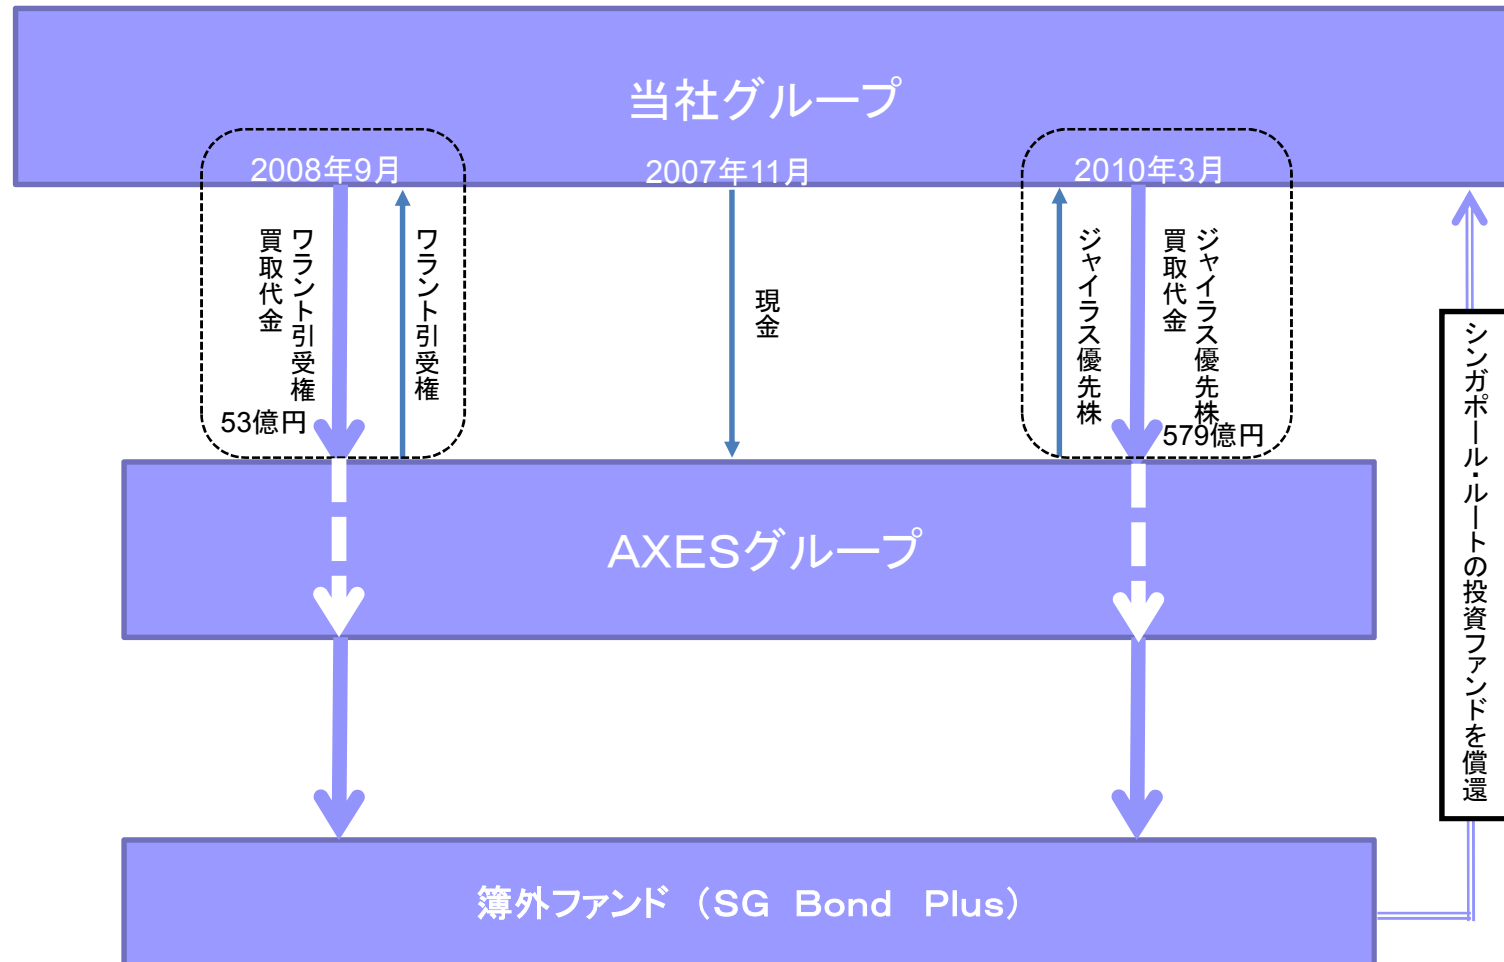 当社グループ
2008年9月
2007年11月
2010年3月
ワラント引受権
買取代金
53億円
ワラント引受権
現金
ジャイラス優先株
ジャイラス優先株
買取代金
579億円
シンガポール・ルートの投資ファンドを償還
AXESグループ
簿外ファンド （SG Bond Plus）